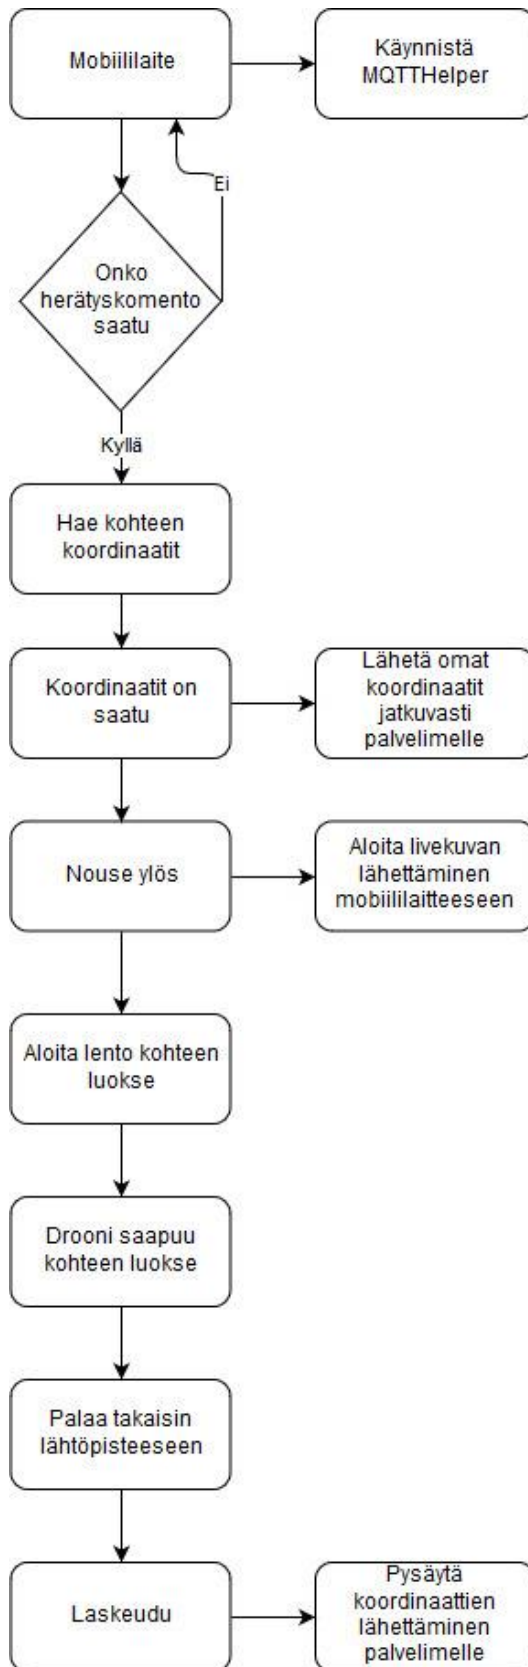 Mobiililaite
Käynnistä
MQTTHelper
Ei
Onko
herätyskomento
saatu
Kyllä
Hae kohteen
koordinaatit
Koordinaatit on
saatu
Lähetä omat
koordinaatit
jatkuvasti
palvelimelle
Nouse ylös
Aloita livekuvan
lähettäminen
mobiililaitteeseen
Aloita lento kohteen
luokse
Drooni saapuu
kohteen luokse
Palaa takaisin
lähtöpisteeseen
Laskeudu
Pysäytä
koordinaattien
lähettäminen
palvelimelle